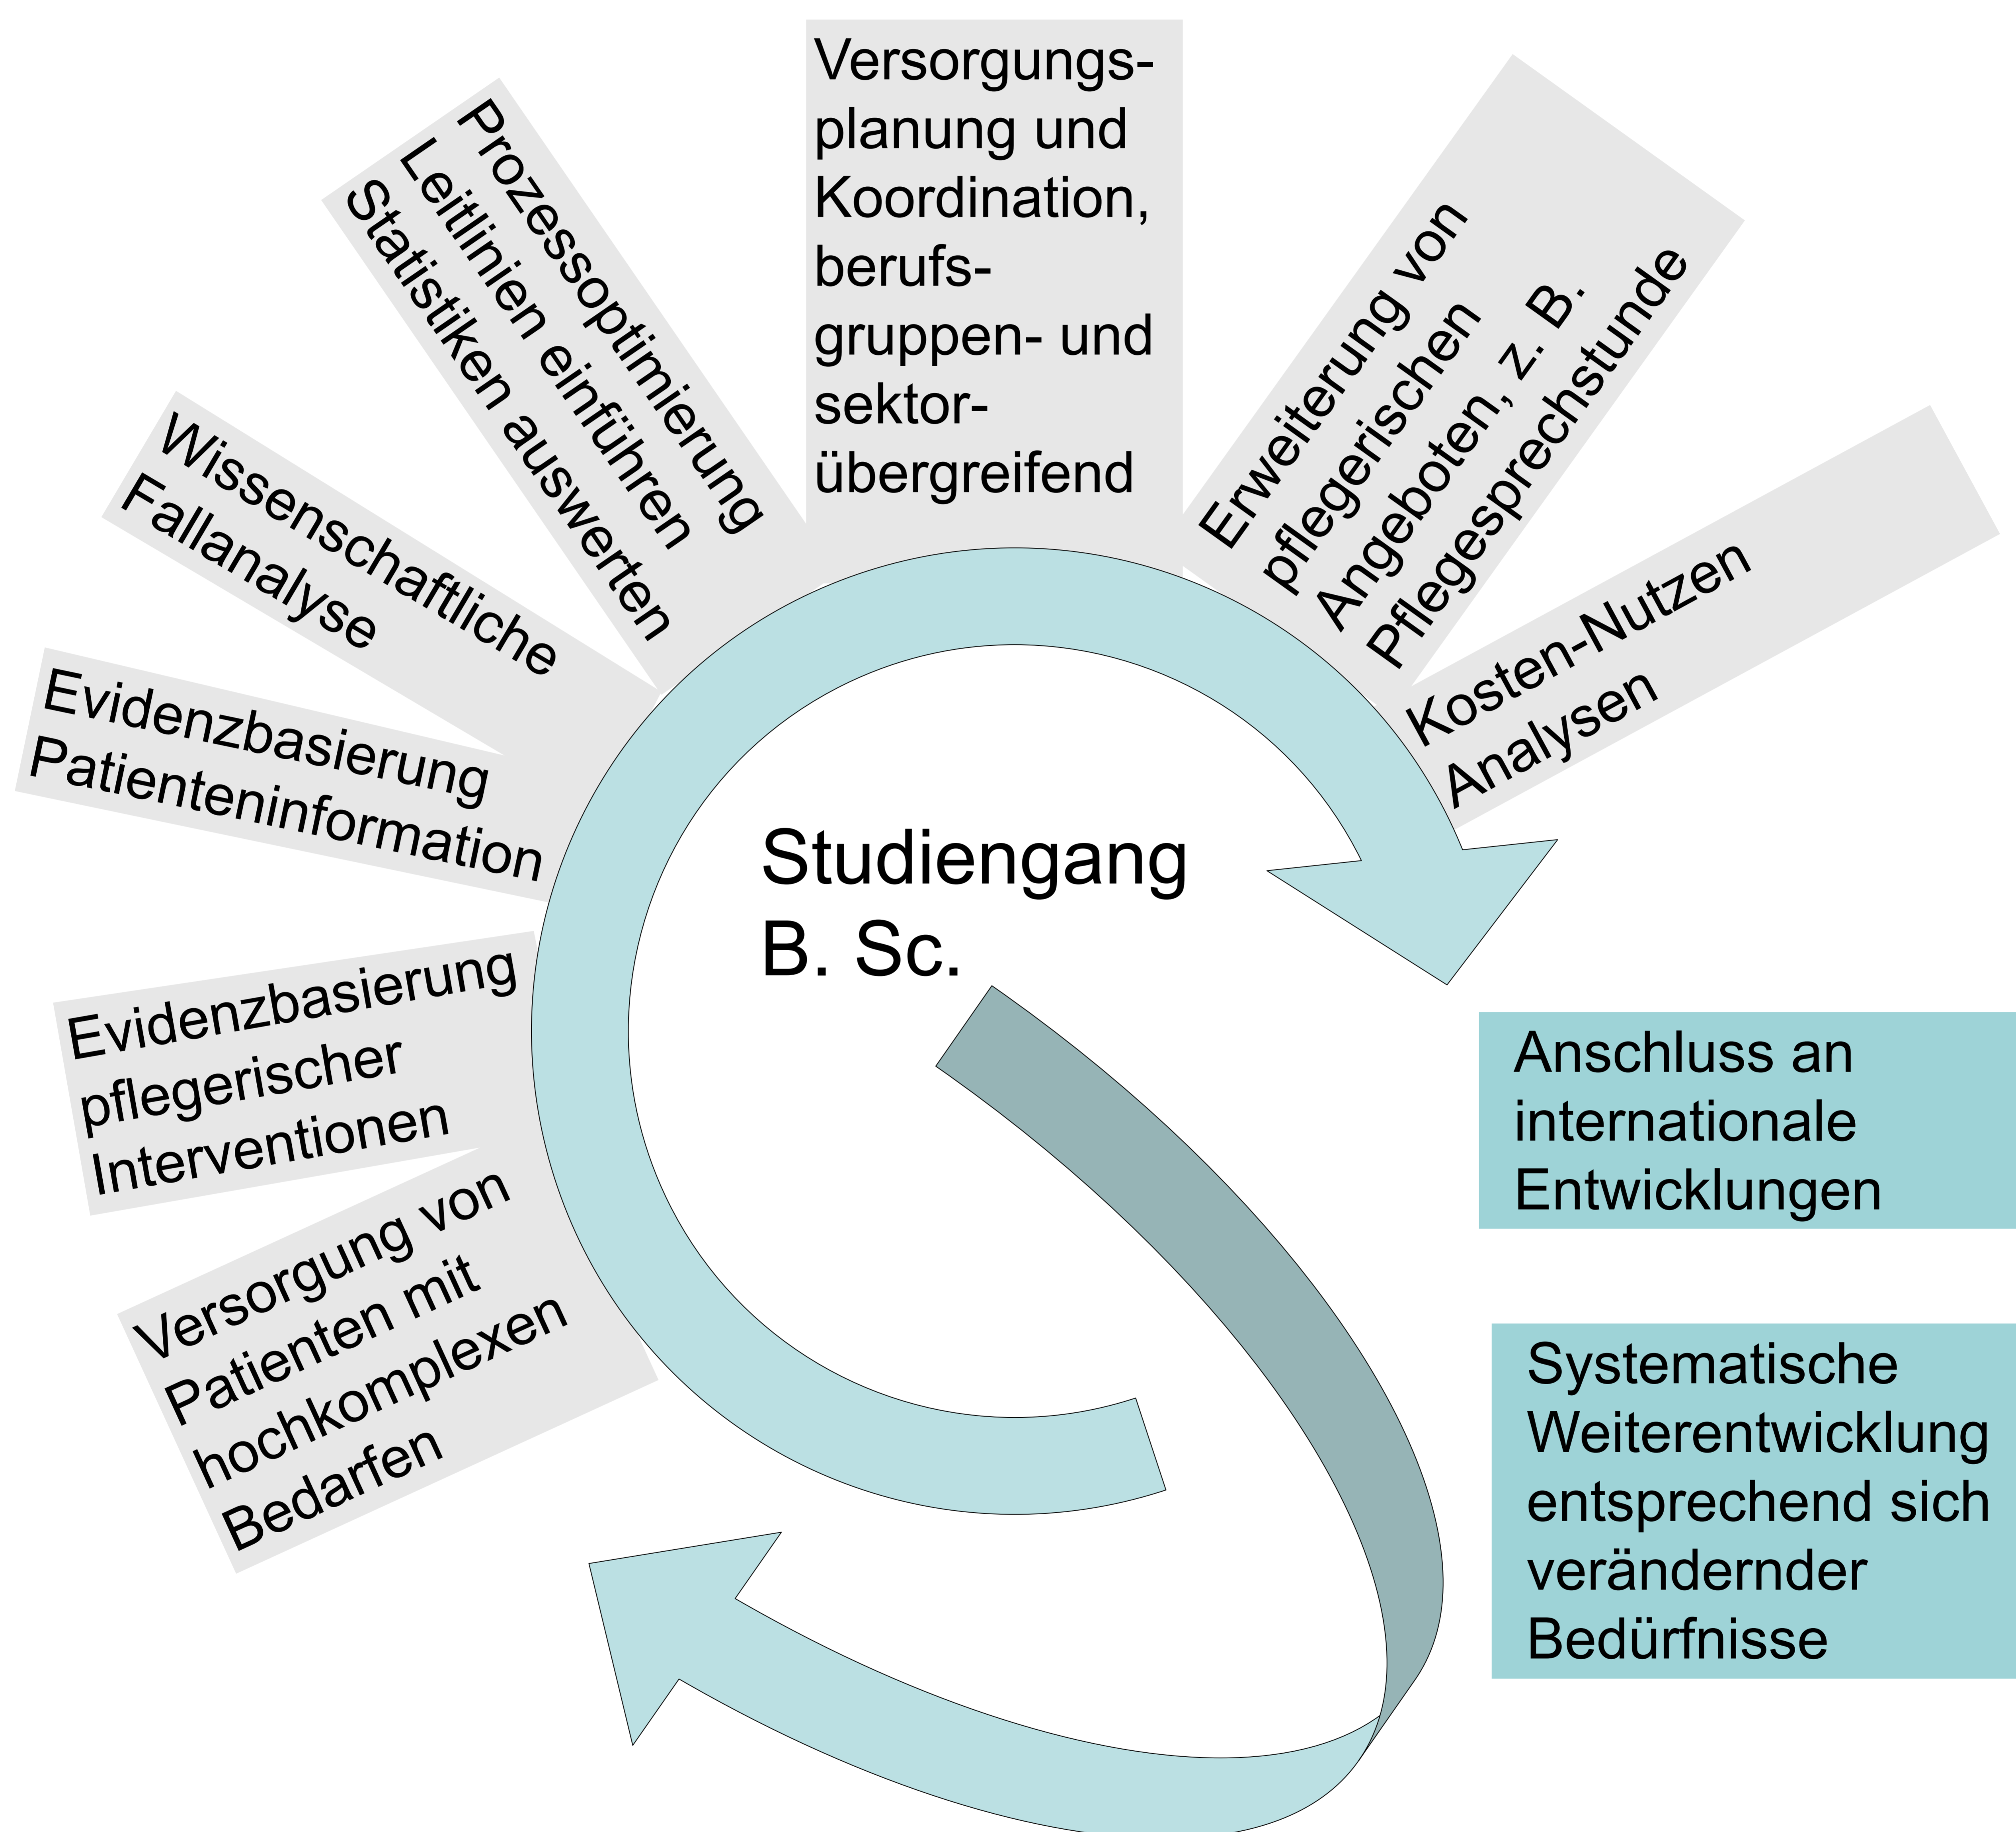 Versorgungs-
planung und
Koordination,
berufs-
gruppen- und
sektor-
übergreifend
Prozessoptimierung
Leitlinien einführen
Statistiken auswerten
Wissenschaftliche
Fallanalyse
Evidenzbasierung
Patienteninformation
Evidenzbasierung
pflegerischer
Interventionen
Versorgung von
Patienten mit
hochkomplexen
Bedarfen
Erweiterung von
pflegerischen
Angeboten, z. B.
Pflegesprechstunde
Kosten-Nutzen
Analysen
Studiengang
B. Sc.
Anschluss an
internationale
Entwicklungen
Systematische
Weiterentwicklung
entsprechend sich
verändernder
Bedürfnisse